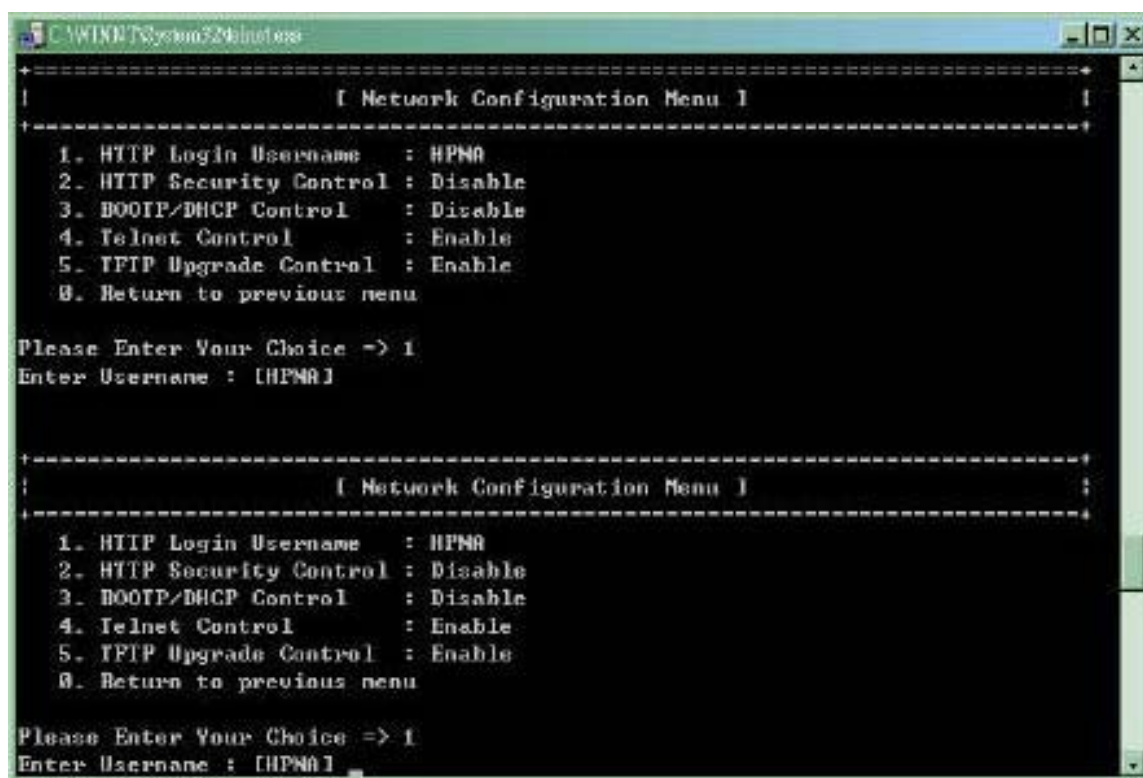 C:\WINNT\System32\telnet.exe
[ Network Configuration Menu ]
1. HTTP Login Username : HPNA
2. HTTP Security Control : Disable
3. BOOTP/DHCP Control : Disable
4. Telnet Control : Enable
5. TFTP Upgrade Control : Enable
0. Return to previous menu
Please Enter Your Choice => 1
Enter Username : [HPNA]
[ Network Configuration Menu ]
1. HTTP Login Username : HPNA
2. HTTP Security Control : Disable
3. BOOTP/DHCP Control : Disable
4. Telnet Control : Enable
5. TFTP Upgrade Control : Enable
0. Return to previous menu
Please Enter Your Choice => 1
Enter Username : [HPNA] _